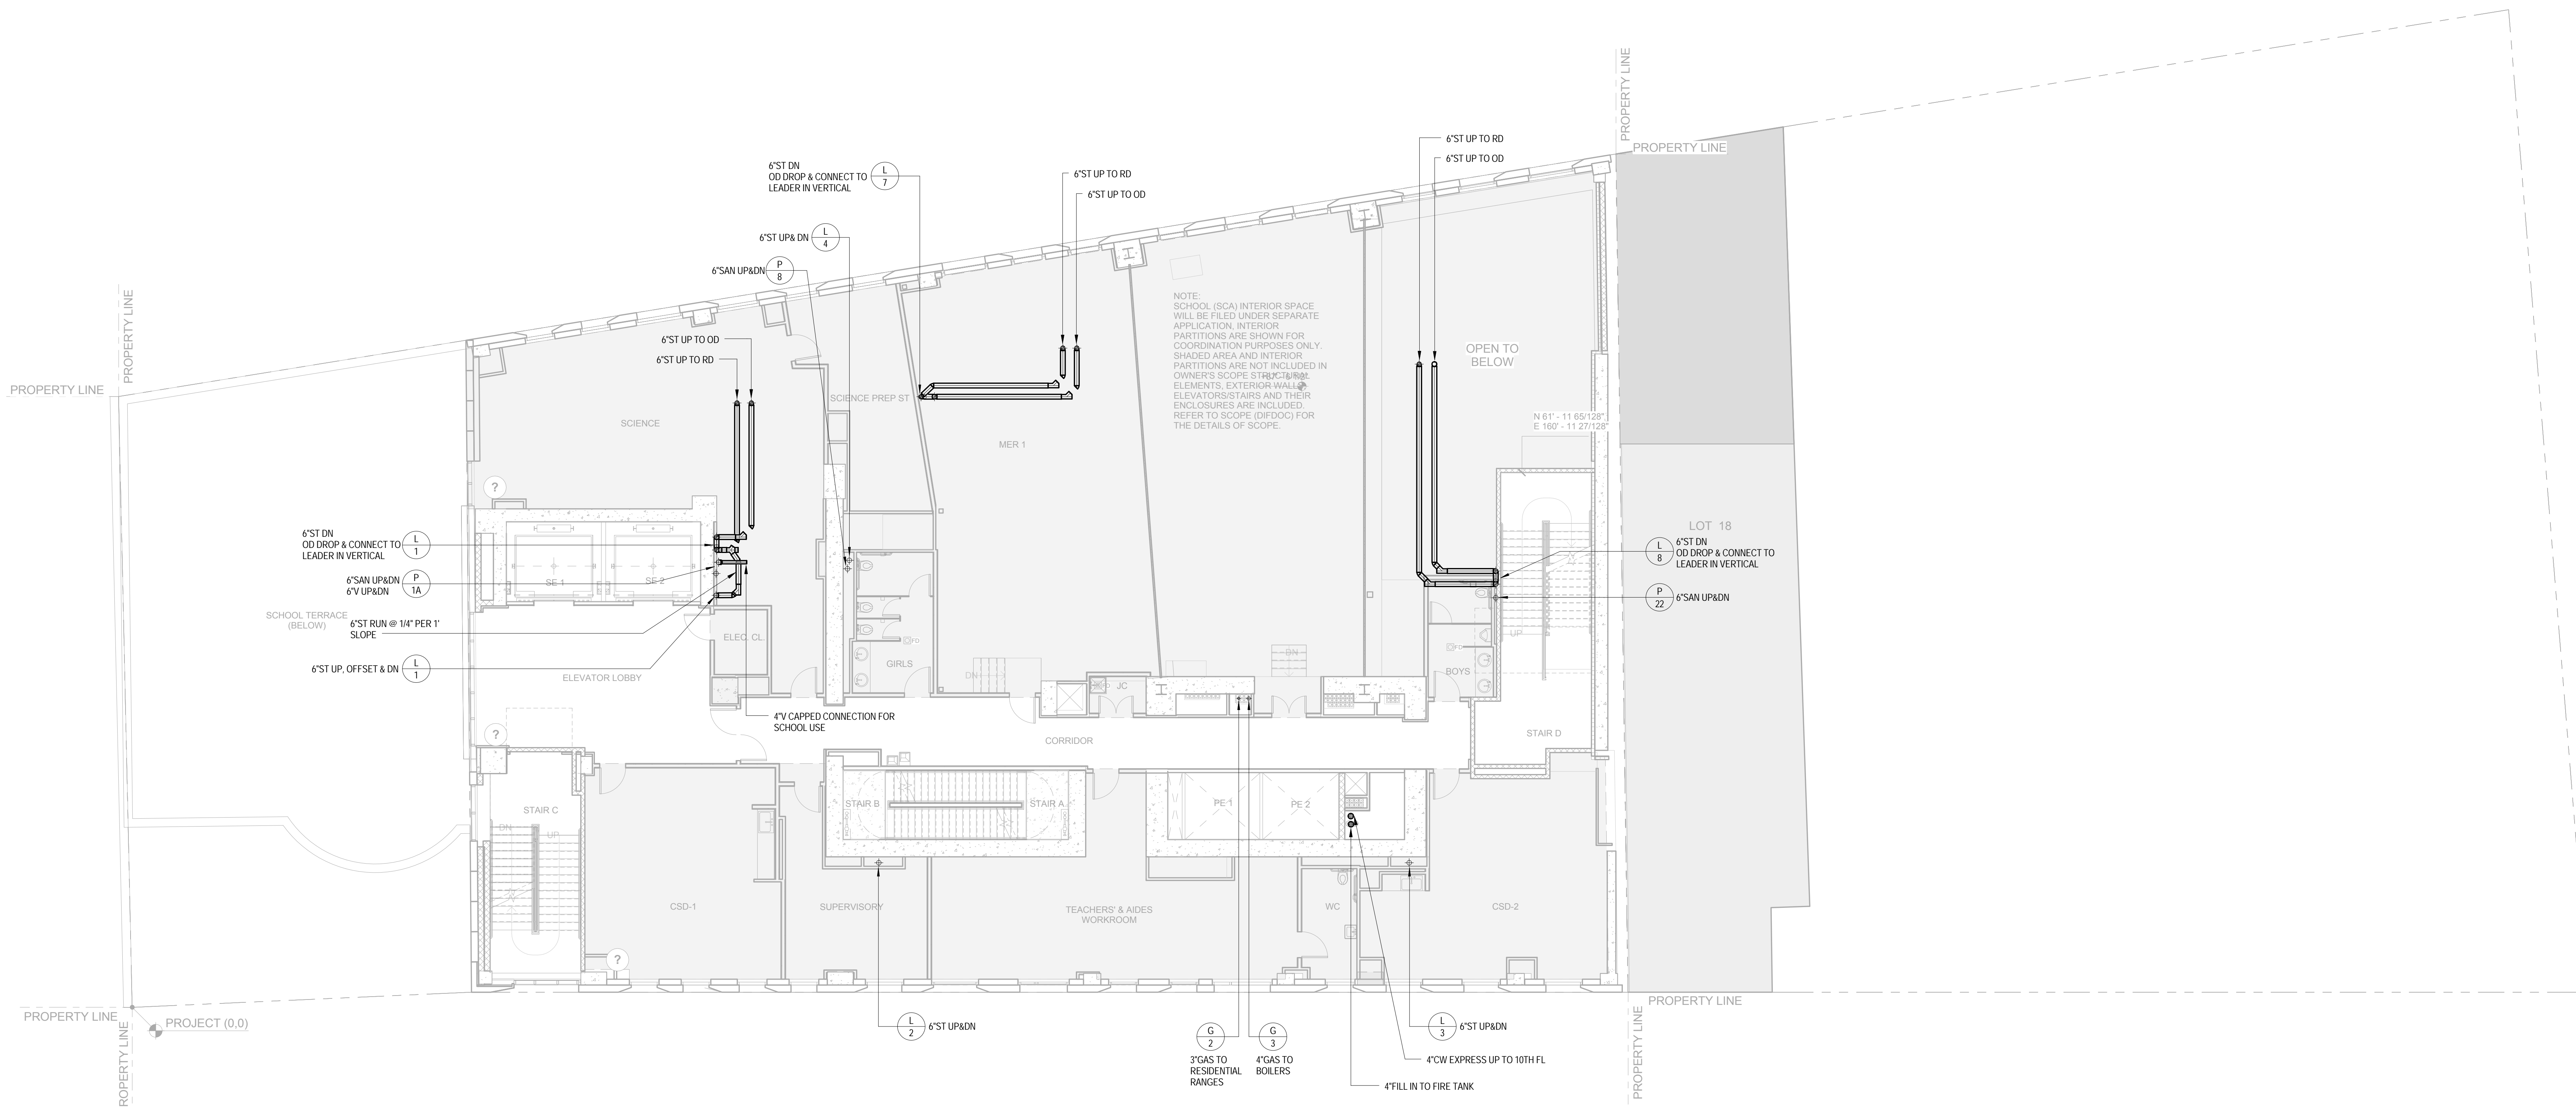 PROPERTY LINE
PROPERTY LINE
6"ST UP TO RD
6"ST UP TO OD
6"ST DN
OD DROP & CONNECT TO
LEADER IN VERTICAL
L
7
6"ST UP TO RD
6"ST UP TO OD
6"ST UP& DN
L
4
6"SAN UP&DN
P
8
PROPERTY LINE
PROPERTY LINE
NOTE:
SCHOOL (SCA) INTERIOR SPACE
WILL BE FILED UNDER SEPARATE
APPLICATION, INTERIOR
PARTITIONS ARE SHOWN FOR
COORDINATION PURPOSES ONLY.
SHADED AREA AND INTERIOR
PARTITIONS ARE NOT INCLUDED IN
OWNER'S SCOPE STRUCTURAL
ELEMENTS, EXTERIOR WALLS
ELEVATORS/STAIRS AND THEIR
ENCLOSURES ARE INCLUDED.
REFER TO SCOPE (DIFDOC) FOR
THE DETAILS OF SCOPE.
6"ST UP TO OD
6"ST UP TO RD
OPEN TO
BELOW
SCIENCE PREP ST
SCIENCE
MER 1
N 61' - 11 65/128"
E 160' - 11 27/128"
?
LOT 18
6"ST DN
OD DROP & CONNECT TO
LEADER IN VERTICAL
L
1
L
8
6"ST DN
OD DROP & CONNECT TO
LEADER IN VERTICAL
6"SAN UP&DN
6"V UP&DN
P
1A
SE 1
SE 2
P
22
6"SAN UP&DN
SCHOOL TERRACE
(BELOW)
6"ST RUN @ 1/4" PER 1'
SLOPE
ELEC. CL.
FD
GIRLS
UP
FD
BOYS
6"ST UP, OFFSET & DN
L
1
ELEVATOR LOBBY
DN
DN
JC
4"V CAPPED CONNECTION FOR
SCHOOL USE
?
CORRIDOR
STAIR D
STAIR C
DN
UP
STAIR B
STAIR A
PE 1
PE 2
CSD-1
SUPERVISORY
TEACHERS' & AIDES
WORKROOM
WC
CSD-2
?
PROPERTY LINE
PROPERTY LINE
PROJECT (0,0)
PROPERTY LINE
L
2
6"ST UP&DN
G
2
3"GAS TO
RESIDENTIAL
RANGES
G
3
4"GAS TO
BOILERS
L
3
6"ST UP&DN
4"CW EXPRESS UP TO 10TH FL
4"FILL IN TO FIRE TANK
PROPERTY LINE